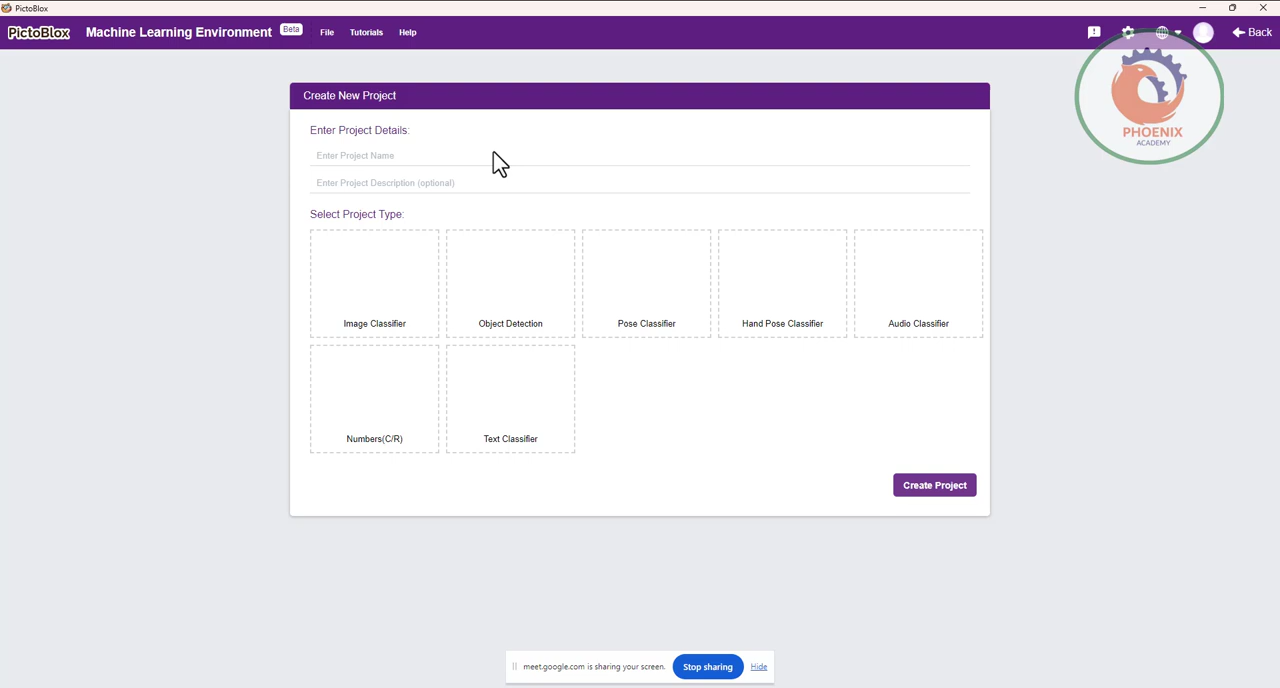 PictoBlox
PictoBlox Machine Learning Environment Beta File Tutorials Help Back
PHOENIX
ACADEMY
Create New Project
Enter Project Details:
Enter Project Name
Enter Project Description (optional)
Select Project Type:
Image Classifier Object Detection Pose Classifier Hand Pose Classifier Audio Classifier
Numbers(C/R) Text Classifier
Create Project
meet.google.com is sharing your screen. Stop sharing Hide